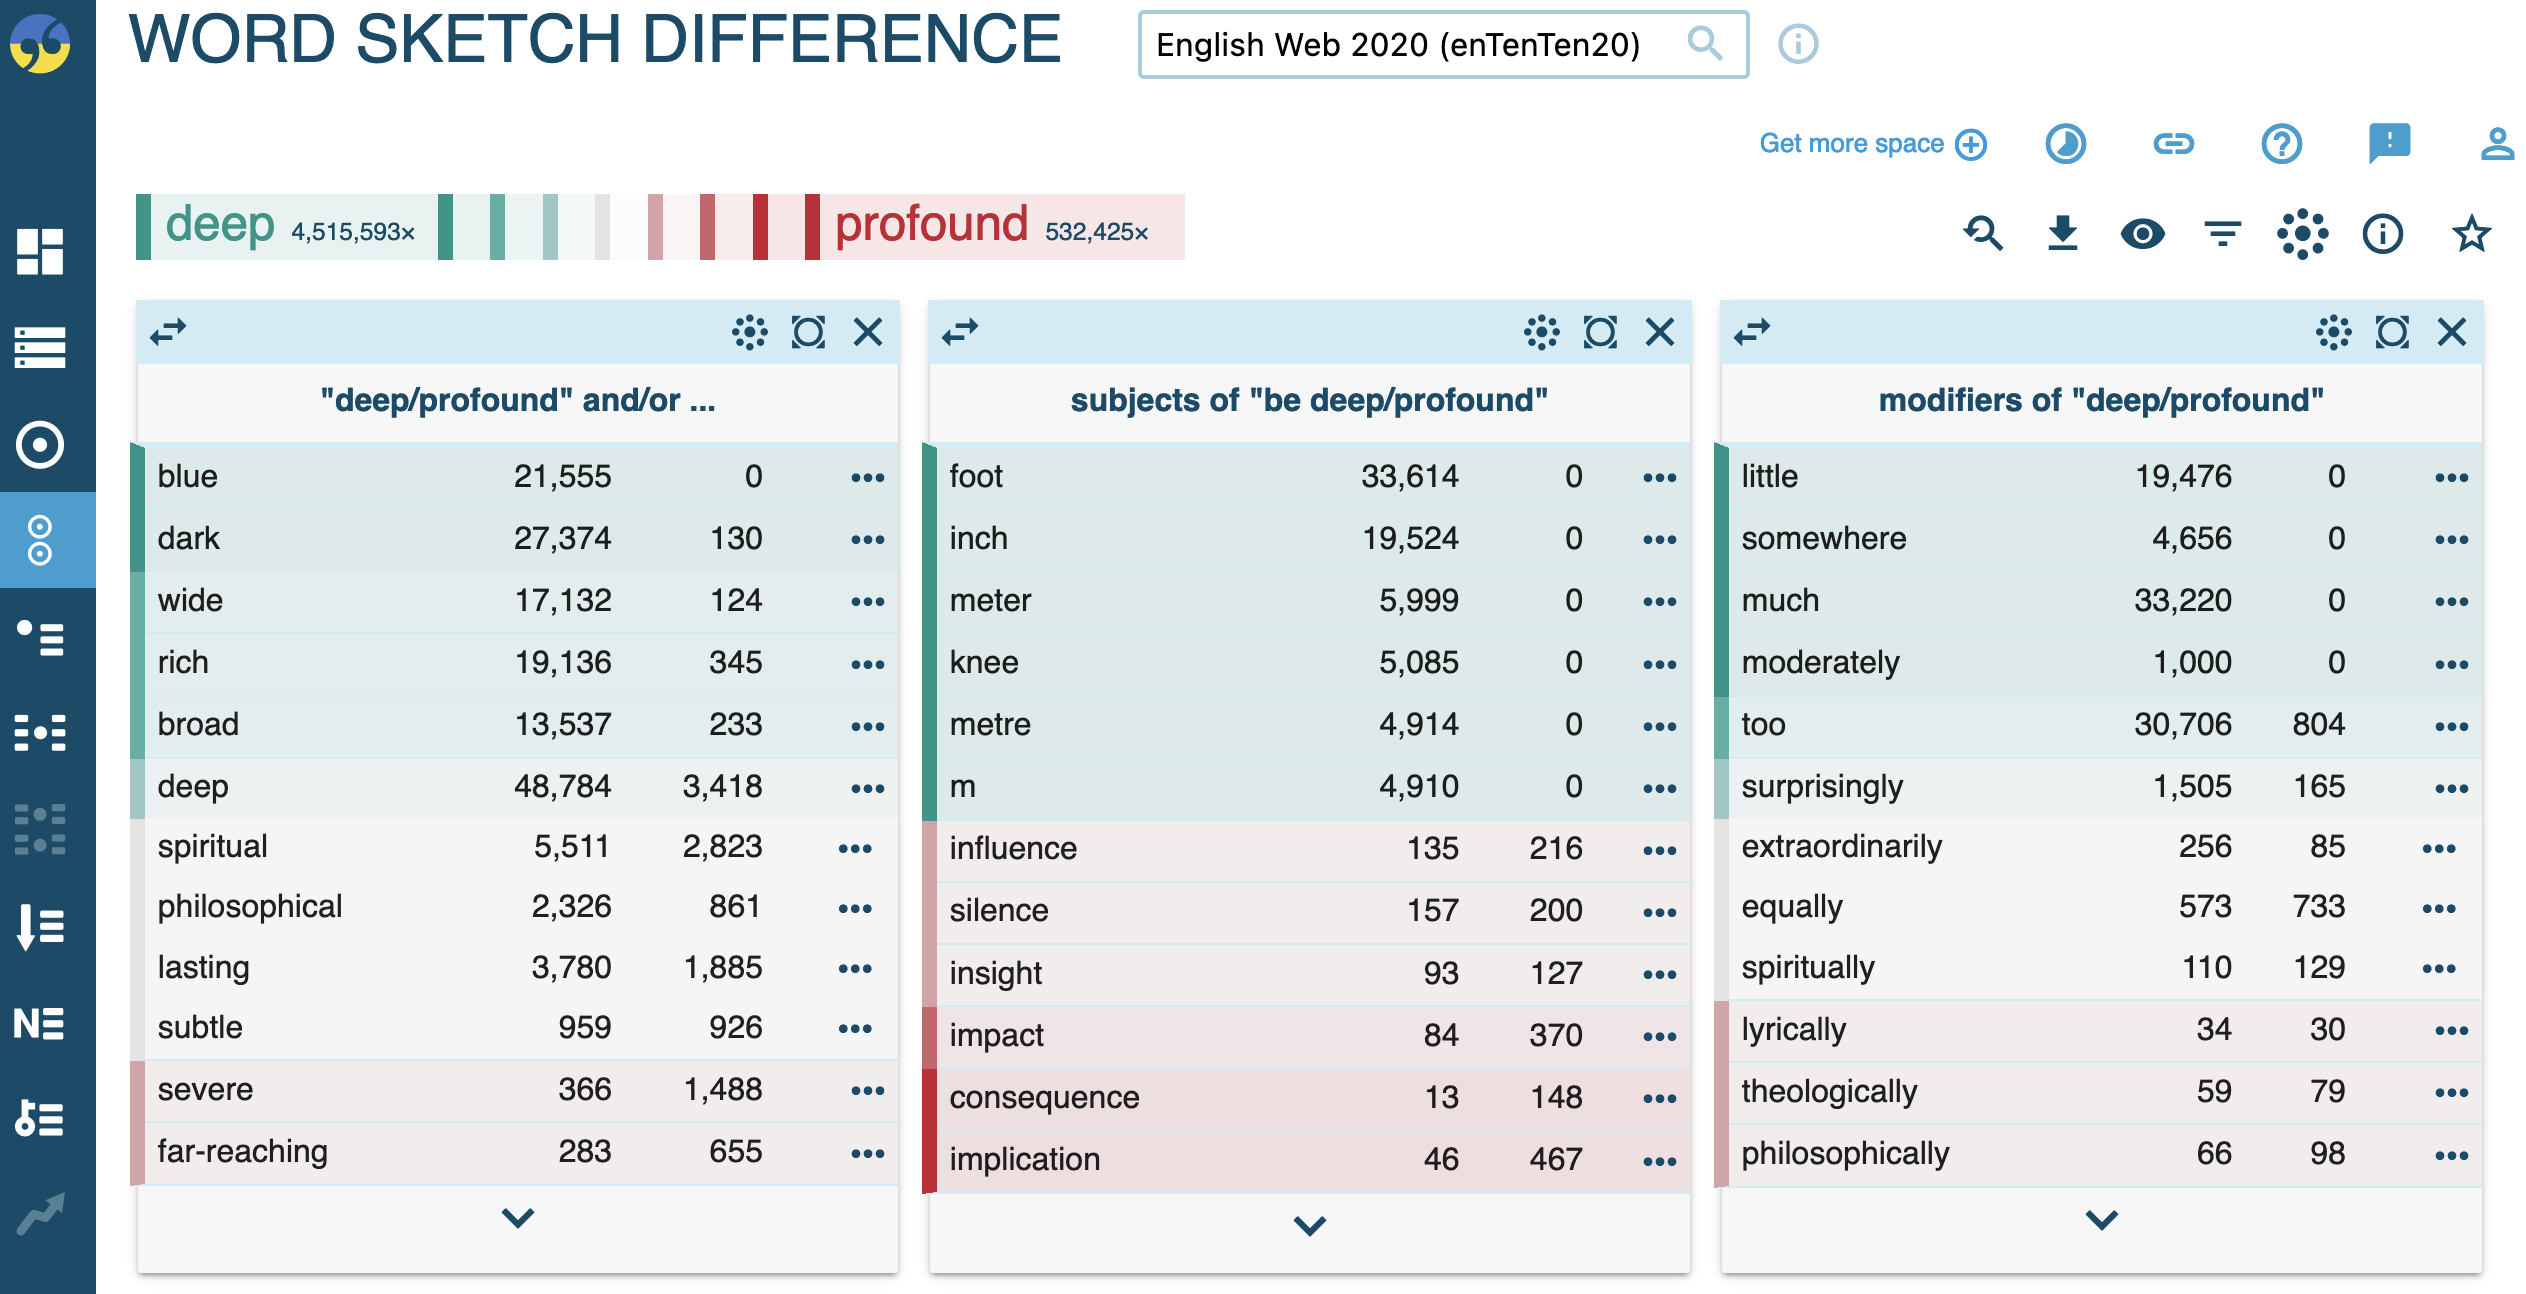 WORD SKETCH DIFFERENCE
English Web 2020 (enTenTen20)
Get more space
deep 4,515,593× profound 532,425×
"deep/profound" and/or ...
blue 21,555 0
dark 27,374 130
wide 17,132 124
rich 19,136 345
broad 13,537 233
deep 48,784 3,418
spiritual 5,511 2,823
philosophical 2,326 861
lasting 3,780 1,885
subtle 959 926
severe 366 1,488
far-reaching 283 655
subjects of "be deep/profound"
foot 33,614 0
inch 19,524 0
meter 5,999 0
knee 5,085 0
metre 4,914 0
m 4,910 0
influence 135 216
silence 157 200
insight 93 127
impact 84 370
consequence 13 148
implication 46 467
modifiers of "deep/profound"
little 19,476 0
somewhere 4,656 0
much 33,220 0
moderately 1,000 0
too 30,706 804
surprisingly 1,505 165
extraordinarily 256 85
equally 573 733
spiritually 110 129
lyrically 34 30
theologically 59 79
philosophically 66 98